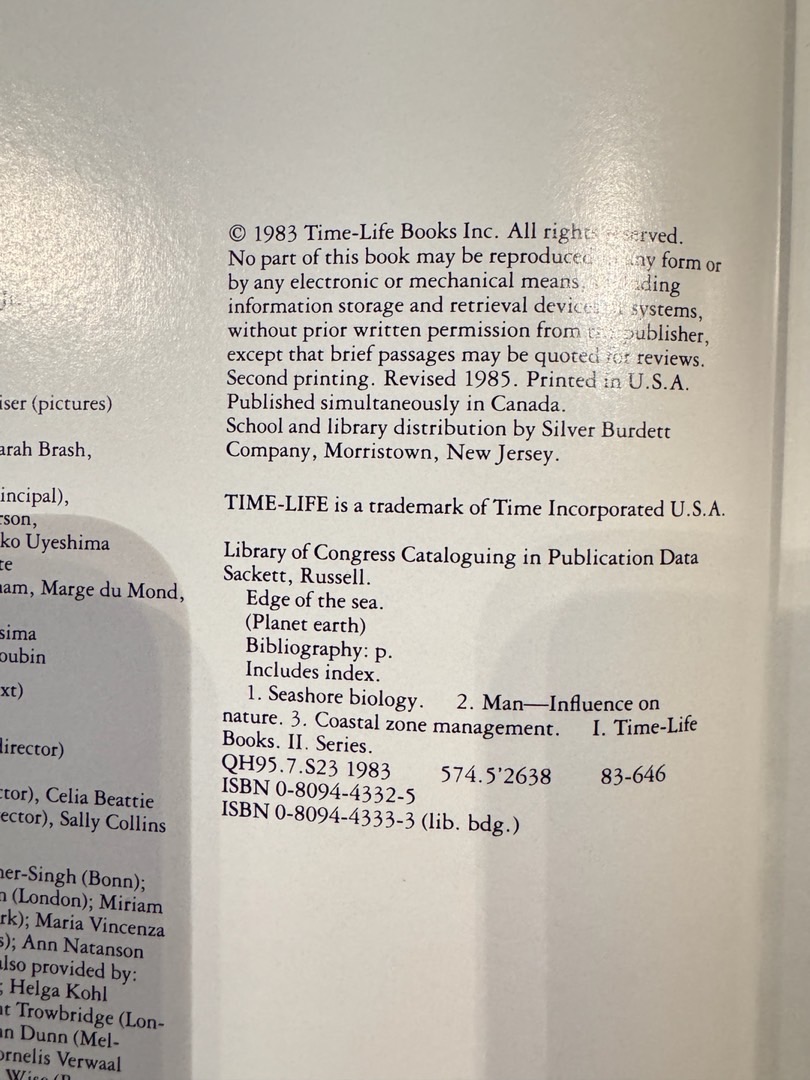 iser (pictures)
arah Brash,
incipal),
rson,
ko Uyeshima
te
am, Marge du Mond,
sima
oubin
xt)
director)
ctor), Celia Beattie
ector), Sally Collins
er-Singh (Bonn);
n (London); Miriam
rk); Maria Vincenza
s); Ann Natanson
also provided by:
; Helga Kohl
nt Trowbridge (Lon-
nn Dunn (Mel-
ornelis Verwaal
© 1983 Time-Life Books Inc. All rights reserved.
No part of this book may be reproduced in any form or
by any electronic or mechanical means,
information storage and retrieval devices or systems,
without prior written permission from the publisher,
except that brief passages may be quoted for reviews.
Second printing. Revised 1985. Printed in U.S.A.
Published simultaneously in Canada.
School and library distribution by Silver Burdett
Company, Morristown, New Jersey.
TIME-LIFE is a trademark of Time Incorporated U.S.A.
Library of Congress Cataloguing in Publication Data
Sackett, Russell.
Edge of the sea.
(Planet earth)
Bibliography: p.
Includes index.
1. Seashore biology. 2. Man—Influence on
nature. 3. Coastal zone management. I. Time-Life
Books. II. Series.
QH95.7.S23 1983 574.5'2638 83-646
ISBN 0-8094-4332-5
ISBN 0-8094-4333-3 (lib. bdg.)